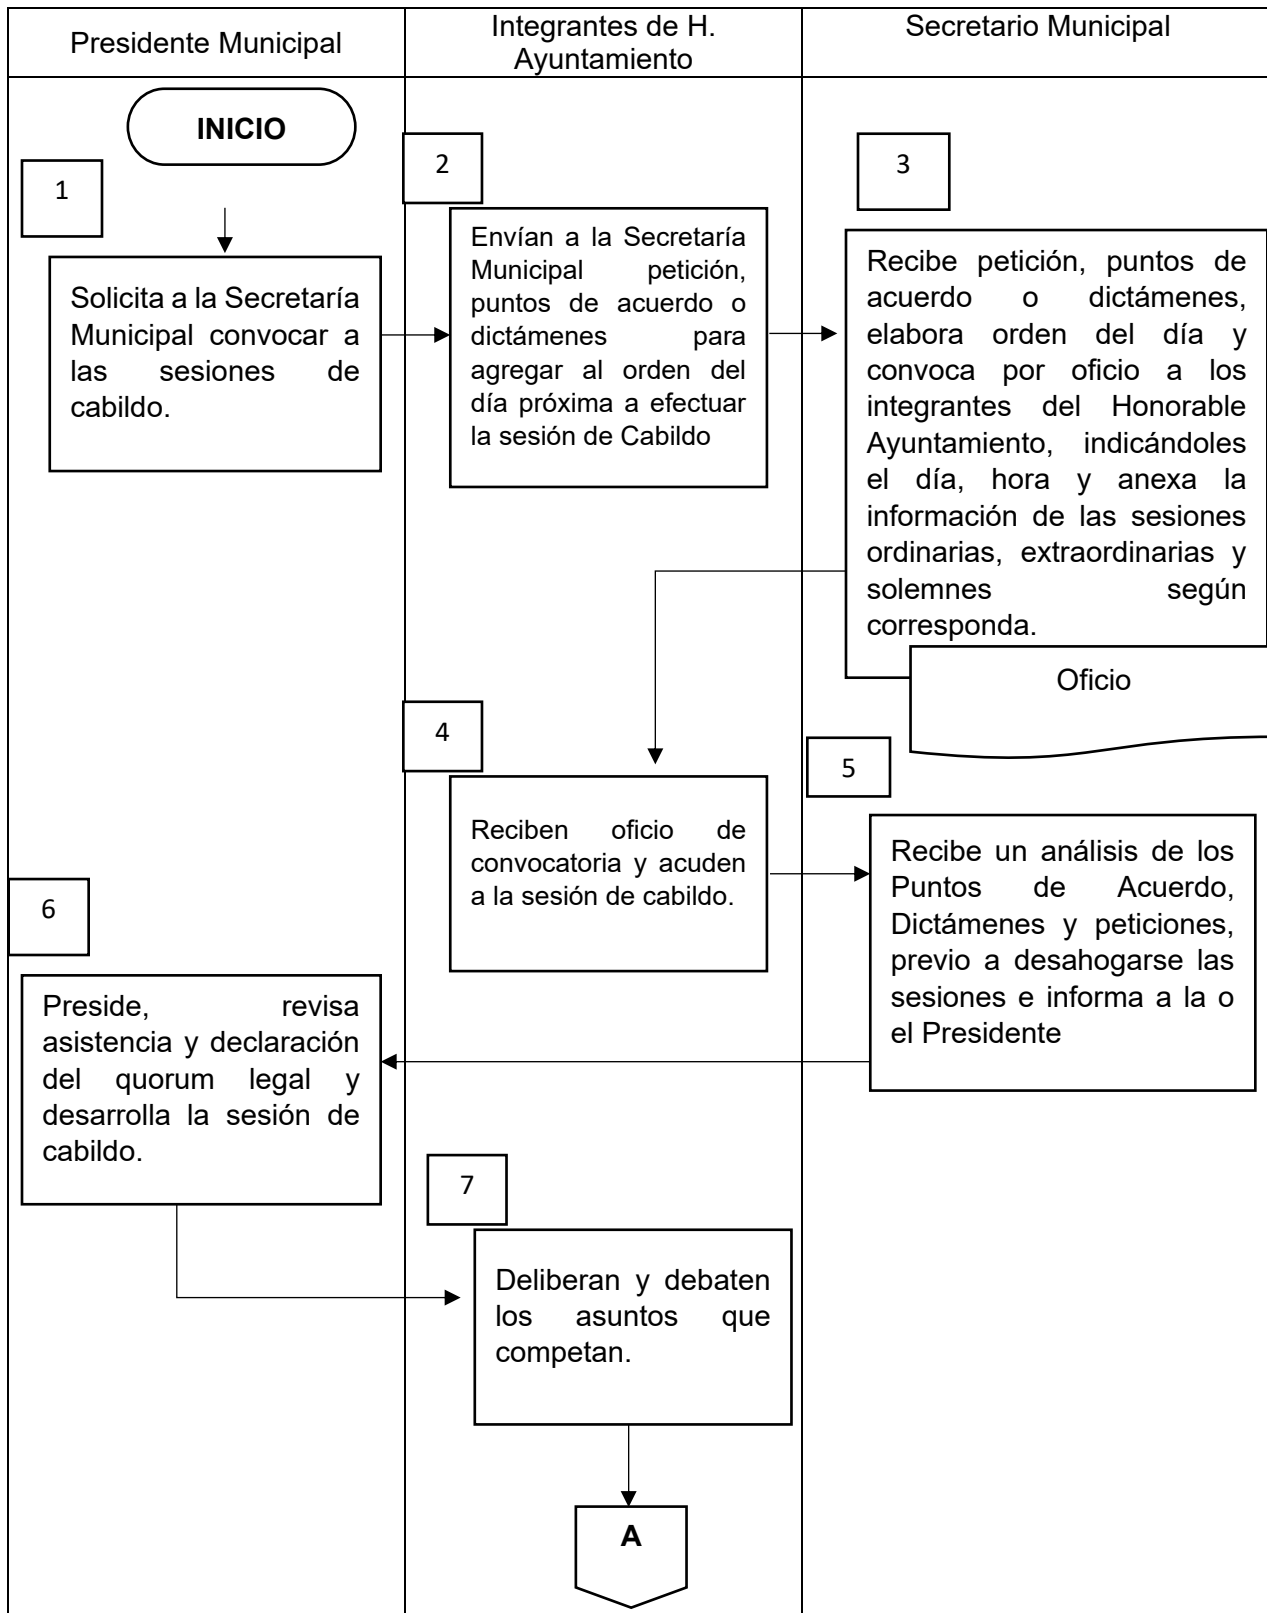 Presidente Municipal
Integrantes de H.
Ayuntamiento
Secretario Municipal
INICIO
1
Solicita a la Secretaría
Municipal convocar a
las sesiones de
cabildo.
2
Envían a la Secretaría
Municipal petición,
puntos de acuerdo o
dictámenes para
agregar al orden del
día próxima a efectuar
la sesión de Cabildo
3
Recibe petición, puntos de
acuerdo o dictámenes,
elabora orden del día y
convoca por oficio a los
integrantes del Honorable
Ayuntamiento, indicándoles
el día, hora y anexa la
información de las sesiones
ordinarias, extraordinarias y
solemnes según
corresponda.
Oficio
4
Reciben oficio de
convocatoria y acuden
a la sesión de cabildo.
5
Recibe un análisis de los
Puntos de Acuerdo,
Dictámenes y peticiones,
previo a desahogarse las
sesiones e informa a la o
el Presidente
6
Preside, revisa
asistencia y declaración
del quorum legal y
desarrolla la sesión de
cabildo.
7
Deliberan y debaten
los asuntos que
competan.
A